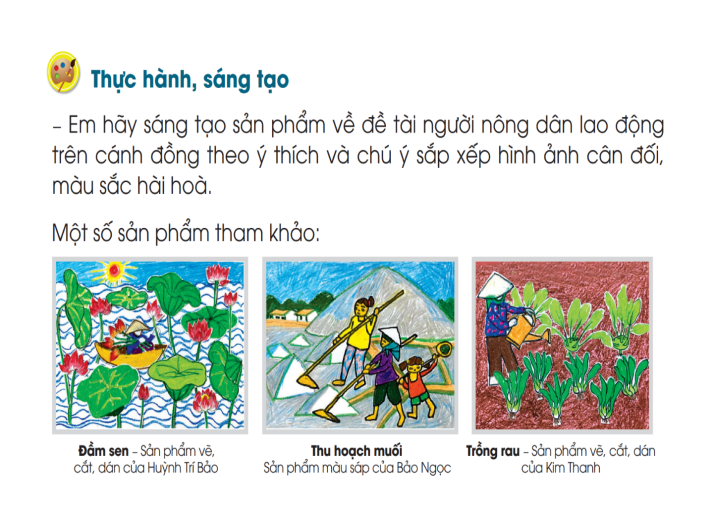 Thực hành, sáng tạo
– Em hãy sáng tạo sản phẩm về đề tài người nông dân lao động
trên cánh đồng theo ý thích và chú ý sắp xếp hình ảnh cân đối,
màu sắc hài hoà.
Một số sản phẩm tham khảo:
Đầm sen – Sản phẩm vẽ,
cắt, dán của Huỳnh Trí Bảo
Thu hoạch muối
Sản phẩm màu sáp của Bảo Ngọc
Trồng rau – Sản phẩm vẽ, cắt, dán
của Kim Thanh